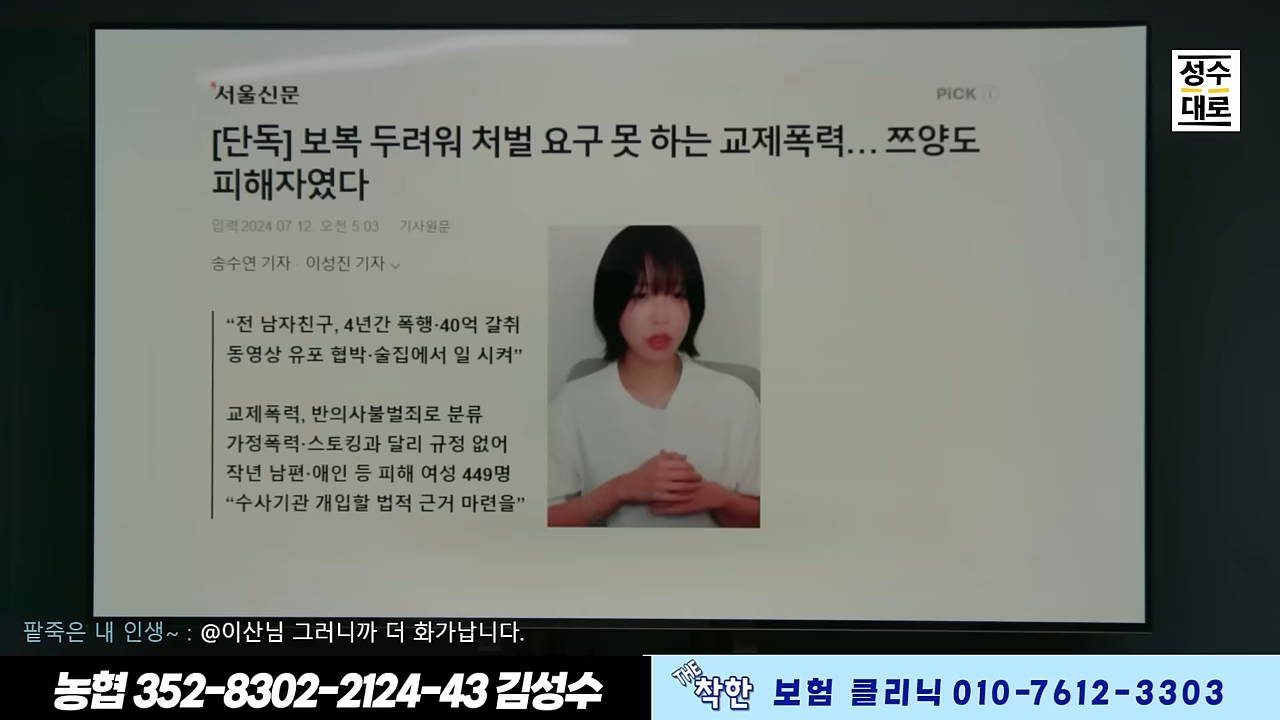 서울신문
PiCK
성수
대로
[단독] 보복 두려워 처벌 요구 못 하는 교제폭력… 쯔양도
피해자였다
입력 2024 07 12. 오전 5:03 기사원문
송수연 기자 · 이성진 기자
“전 남자친구, 4년간 폭행·40억 갈취
동영상 유포 협박·술집에서 일 시켜”
교제폭력, 반의사불벌죄로 분류
가정폭력·스토킹과 달리 규정 없어
작년 남편·애인 등 피해 여성 449명
“수사기관 개입할 법적 근거 마련을”
팥죽은 내 인생~ : @이산님 그러니까 더 화가납니다.
농협 352-8302-2124-43 김성수
THE 착한 보험 클리닉 010-7612-3303